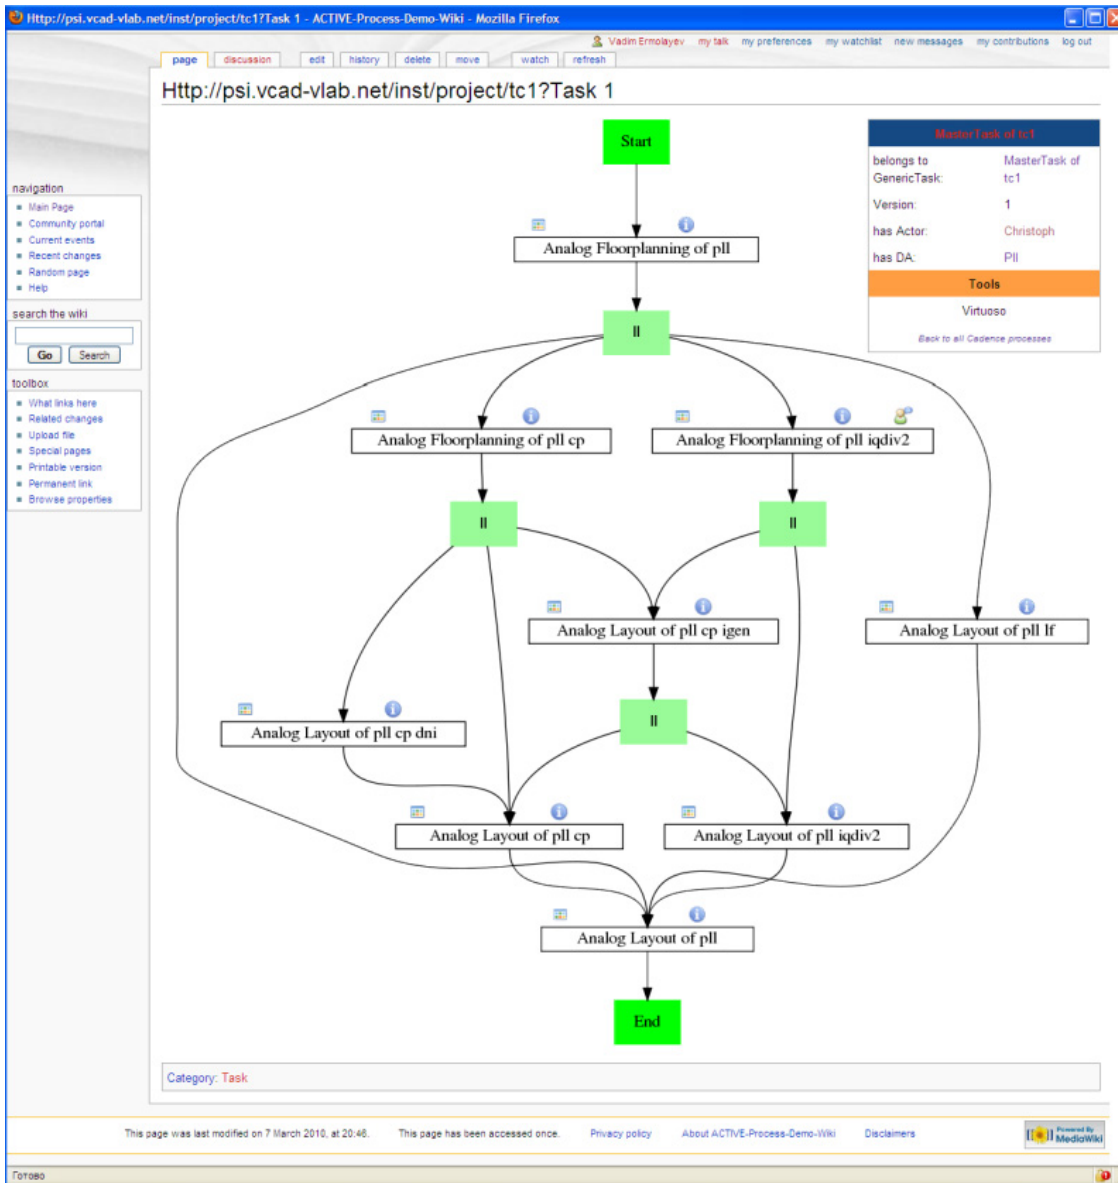 Http://psi.vcad-vlab.net/inst/project/tc1?Task 1 - ACTIVE-Process-Demo-Wiki - Mozilla Firefox
Vadim Ermolayev my talk my preferences my watchlist new messages my contributions log out
page discussion edit history delete move watch refresh
Http://psi.vcad-vlab.net/inst/project/tc1?Task 1
navigation
Main Page
Community portal
Current events
Recent changes
Random page
Help
search the wiki
Go Search
toolbox
What links here
Related changes
Upload file
Special pages
Printable version
Permanent link
Browse properties
MasterTask of tc1
belongs to GenericTask: MasterTask of tc1
Version: 1
has Actor: Christoph
has DA: Pll
Tools
Virtuoso
Back to all Cadence processes
Start
Analog Floorplanning of pll
II
Analog Floorplanning of pll cp
Analog Floorplanning of pll iqdiv2
II
II
Analog Layout of pll cp igen
Analog Layout of pll lf
II
Analog Layout of pll cp dni
Analog Layout of pll cp
Analog Layout of pll iqdiv2
Analog Layout of pll
End
Category: Task
This page was last modified on 7 March 2010, at 20:46. This page has been accessed once. Privacy policy About ACTIVE-Process-Demo-Wiki Disclaimers
Powered By
MediaWiki
Готово